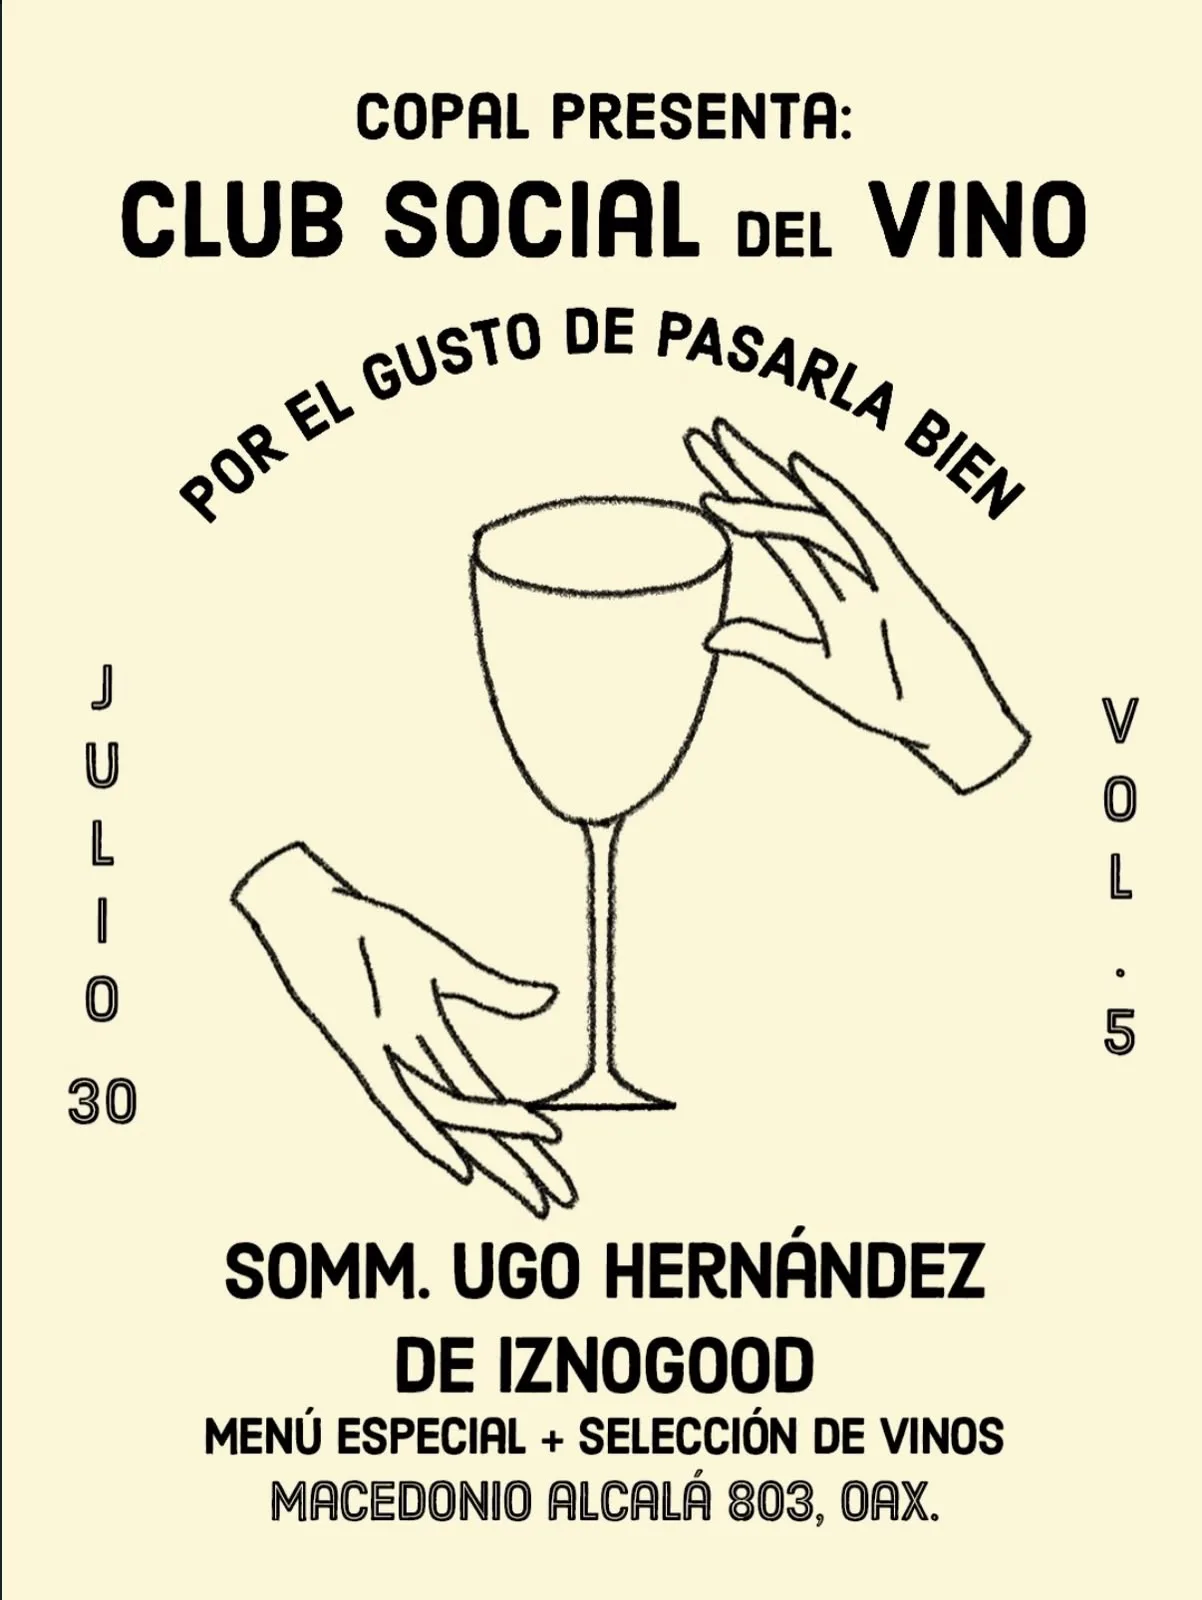 COPAL PRESENTA:
CLUB SOCIAL DEL VINO
POR EL GUSTO DE PASARLA BIEN
JULIO
30
VOL.5
SOMM. UGO HERNÁNDEZ
DE IZNOGOOD
MENÚ ESPECIAL + SELECCIÓN DE VINOS
MACEDONIO ALCALÁ 803, OAX.